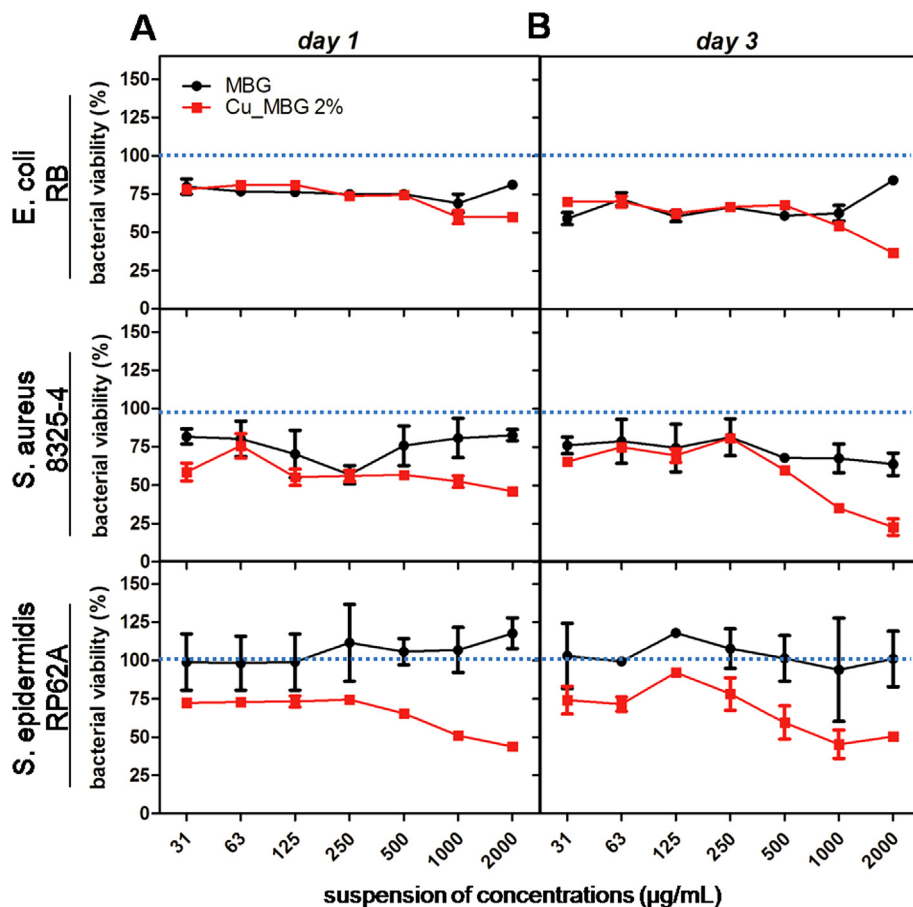 A
B
day 1
day 3
MBG
Cu_MBG 2%
E. coli
RB
bacterial viability (%)
150
125
100
75
50
25
0
S. aureus
8325-4
bacterial viability (%)
150
125
100
75
50
25
0
S. epidermidis
RP62A
bacterial viability (%)
150
125
100
75
50
25
0
31 63 125 250 500 1000 2000
31 63 125 250 500 1000 2000
suspension of concentrations (µg/mL)